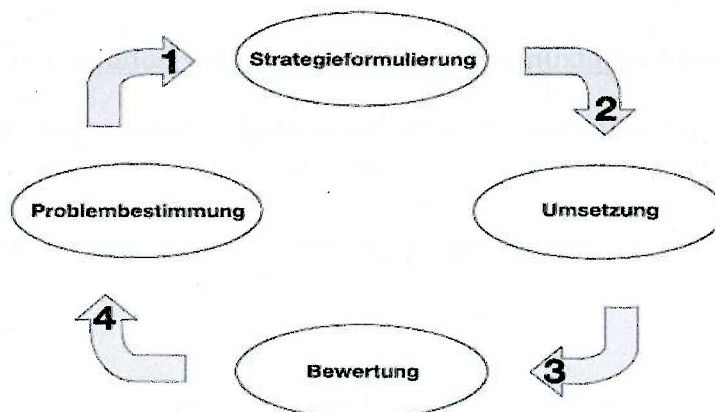 1
Strategieformulierung
2
Problembestimmung
Umsetzung
4
Bewertung
3